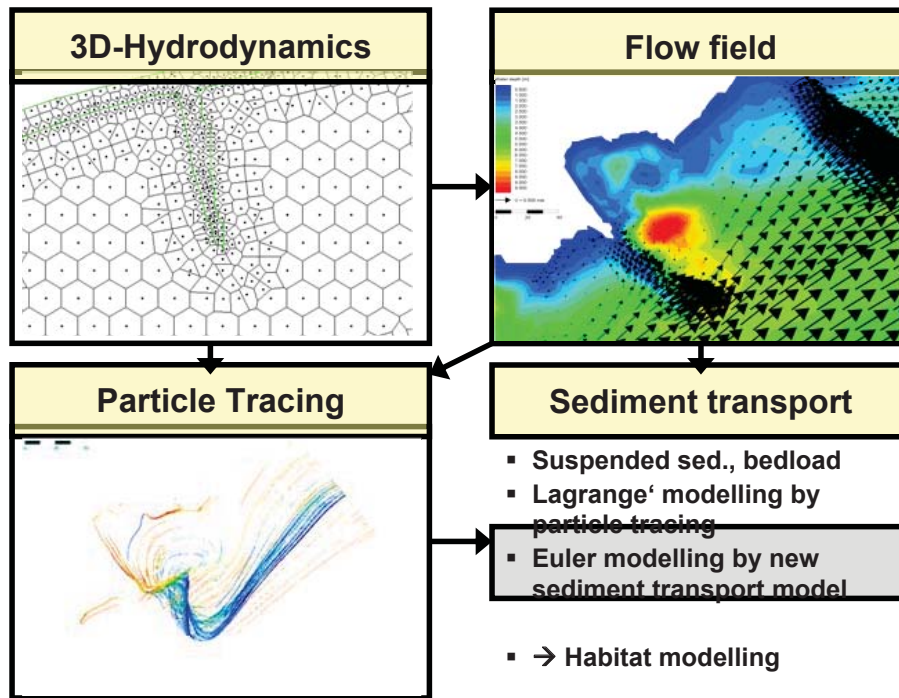 3D-Hydrodynamics
Flow field
Particle Tracing
Sediment transport
▪ Suspended sed., bedload
▪ Lagrange‘ modelling by
particle tracing
▪ Euler modelling by new
sediment transport model
▪ → Habitat modelling